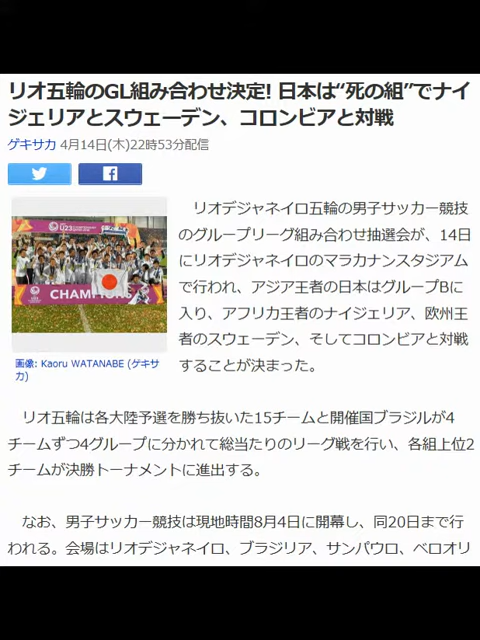 リオ五輪のGL組み合わせ決定! 日本は“死の組”でナイ
ジェリアとスウェーデン、コロンビアと対戦
ゲキサカ 4月14日(木)22時53分配信
リオデジャネイロ五輪の男子サッカー競技
のグループリーグ組み合わせ抽選会が、14日
にリオデジャネイロのマラカナンスタジアム
で行われ、アジア王者の日本はグループBに
入り、アフリカ王者のナイジェリア、欧州王
者のスウェーデン、そしてコロンビアと対戦
することが決まった。
U23
CHAMPIONS
画像: Kaoru WATANABE (ゲキサ
カ)
リオ五輪は各大陸予選を勝ち抜いた15チームと開催国ブラジルが4
チームずつ4グループに分かれて総当たりのリーグ戦を行い、各組上位2
チームが決勝トーナメントに進出する。
なお、男子サッカー競技は現地時間8月4日に開幕し、同20日まで行
われる。会場はリオデジャネイロ、ブラジリア、サンパウロ、ベロオリ